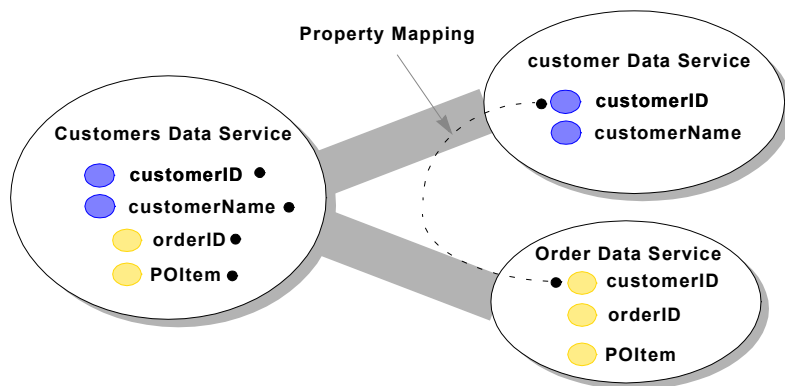 Property Mapping
Customers Data Service
customerID
customerName
orderID
POItem
customer Data Service
customerID
customerName
Order Data Service
customerID
orderID
POItem